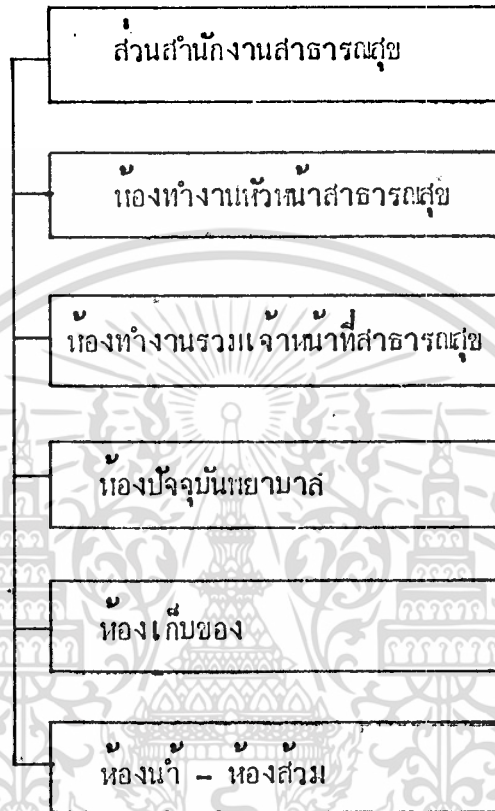 ส่วนสำนักงานสาธารณสุข
ห้องทำงานหัวหน้าสาธารณสุข
ห้องทำงานรวมเจ้าหน้าที่สาธารณสุข
ห้องปัจจุบันพยาบาล
ห้องเก็บของ
ห้องน้ำ - ห้องส้วม